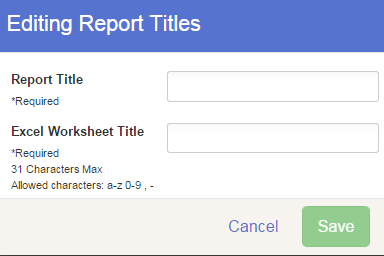 Editing Report Titles
Report Title
*Required
Excel Worksheet Title
*Required
31 Characters Max
Allowed characters: a-z 0-9 , -
Cancel Save